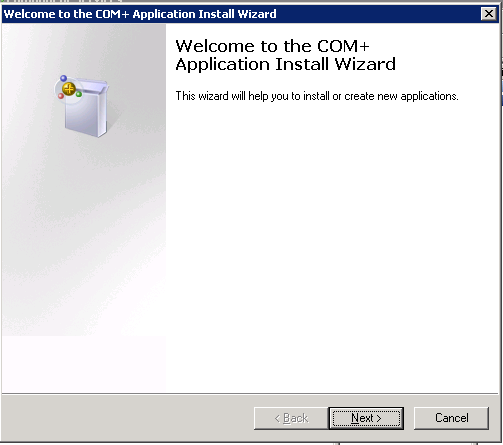 Welcome to the COM+ Application Install Wizard
Welcome to the COM+
Application Install Wizard
This wizard will help you to install or create new applications.
< Back
Next >
Cancel